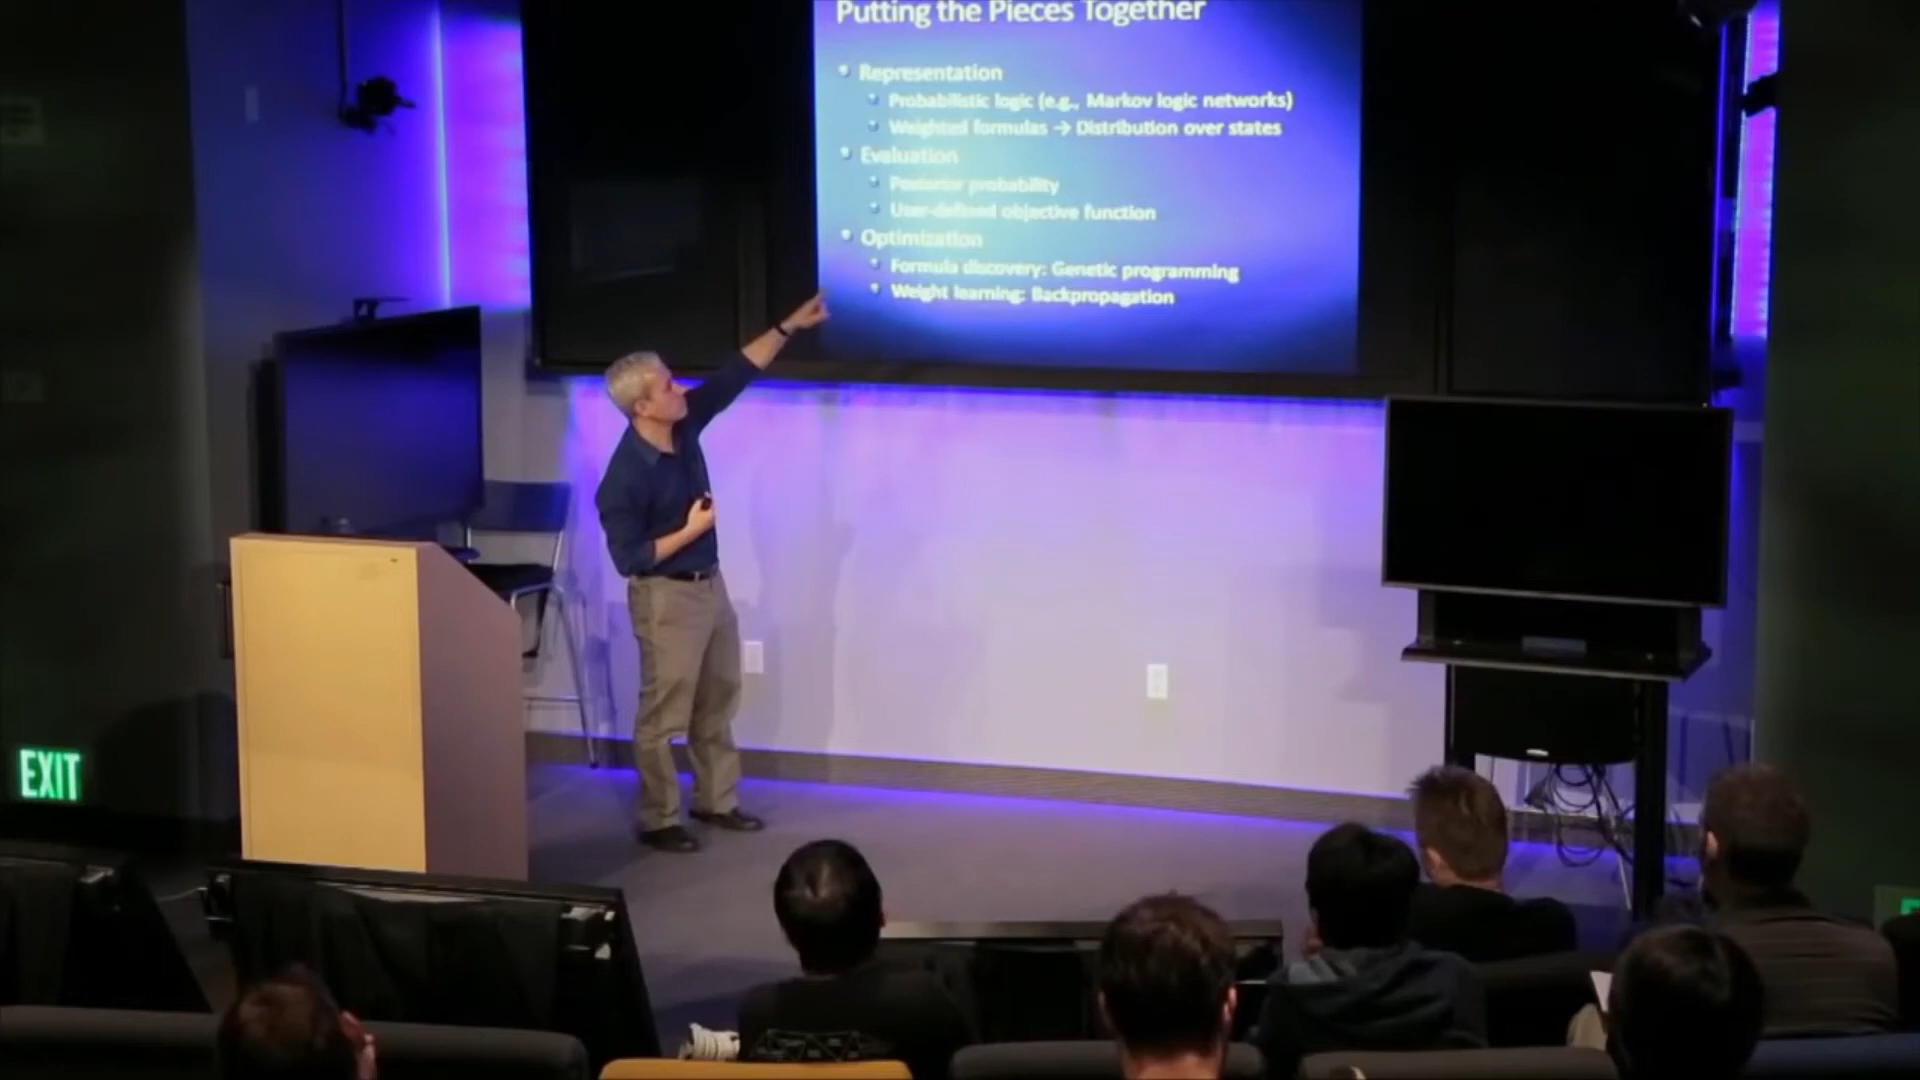 Putting the Pieces Together
Representation
Probabilistic logic (e.g., Markov logic networks)
Weighted formulas → Distribution over states
Evaluation
Posterior probability
User-defined objective function
Optimization
Formula discovery: Genetic programming
Weight learning: Backpropagation
EXIT